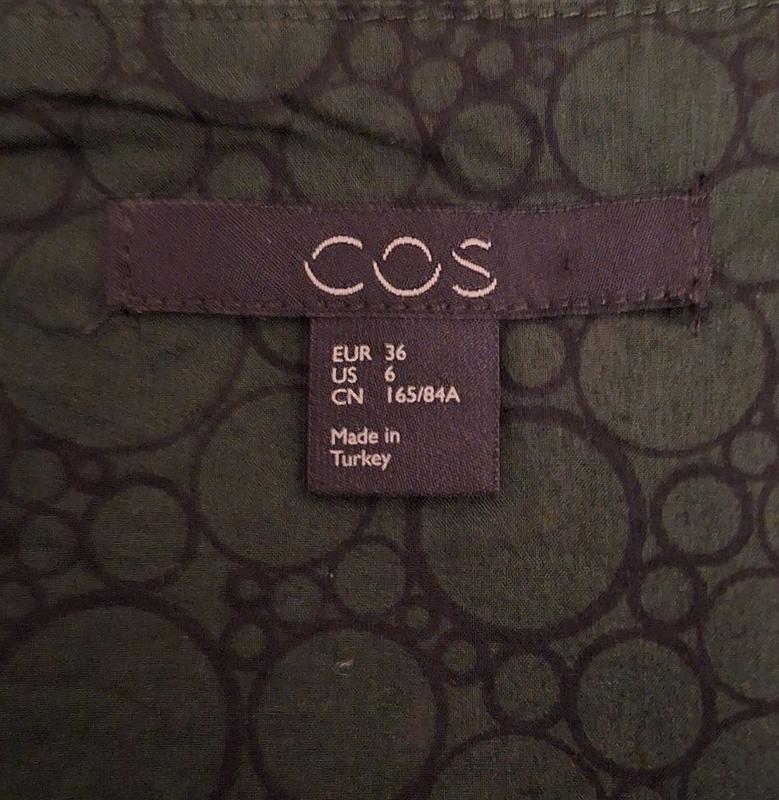 COS
EUR 36
US 6
CN 165/84A
Made in
Turkey